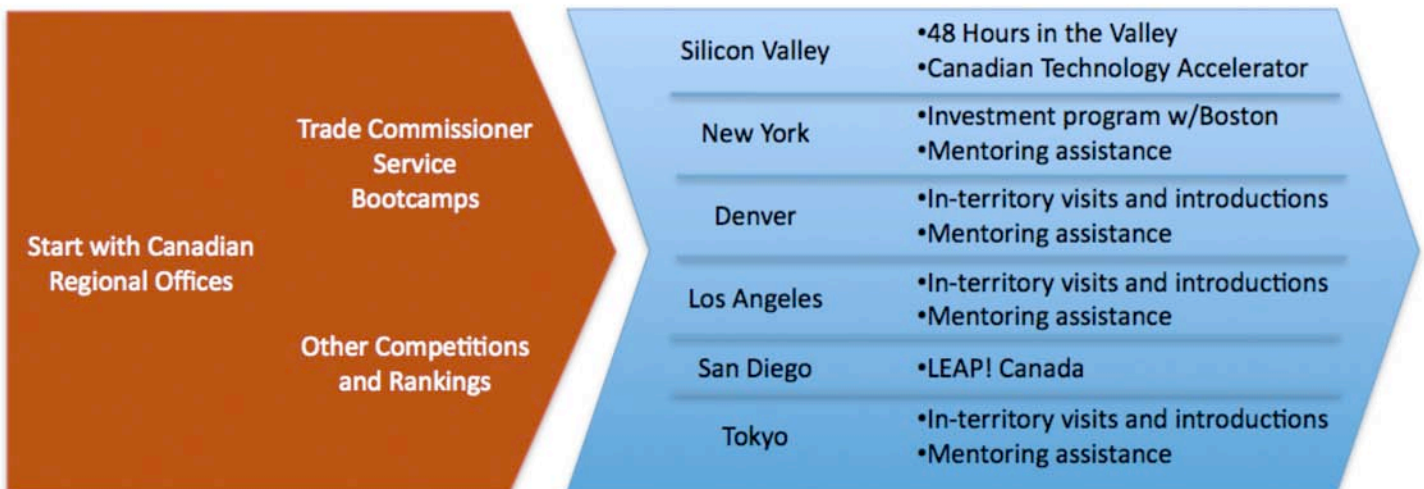 Start with Canadian
Regional Offices
Trade Commissioner
Service
Bootcamps
Other Competitions
and Rankings
Silicon Valley
•48 Hours in the Valley
•Canadian Technology Accelerator
New York
•Investment program w/Boston
•Mentoring assistance
Denver
•In-territory visits and introductions
•Mentoring assistance
Los Angeles
•In-territory visits and introductions
•Mentoring assistance
San Diego
•LEAP! Canada
Tokyo
•In-territory visits and introductions
•Mentoring assistance